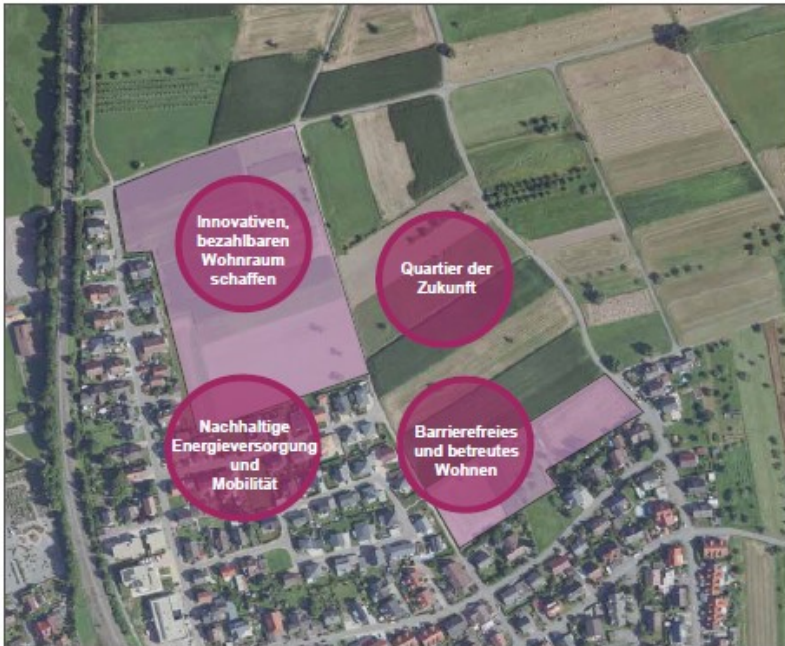 Innovativen,
bezahlbaren
Wohnraum
schaffen
Quartier der
Zukunft
Nachhaltige
Energieversorgung
und
Mobilität
Barrierefreies
und betreutes
Wohnen